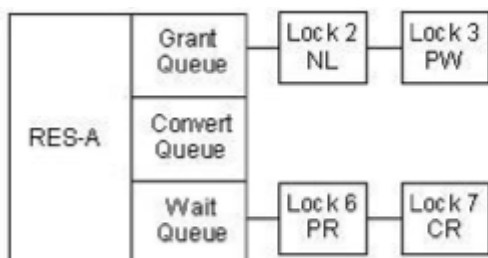 RES-A
Grant
Queue
Lock 2
NL
Lock 3
PW
Convert
Queue
Wait
Queue
Lock 6
PR
Lock 7
CR